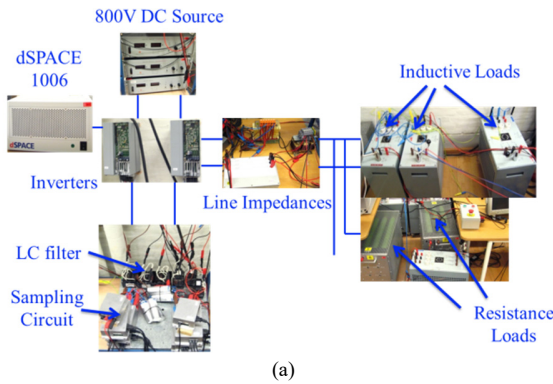 800V DC Source
dSPACE
1006
dSPACE
Inductive Loads
Inverters
Line Impedances
LC filter
Sampling
Circuit
Resistance
Loads
(a)